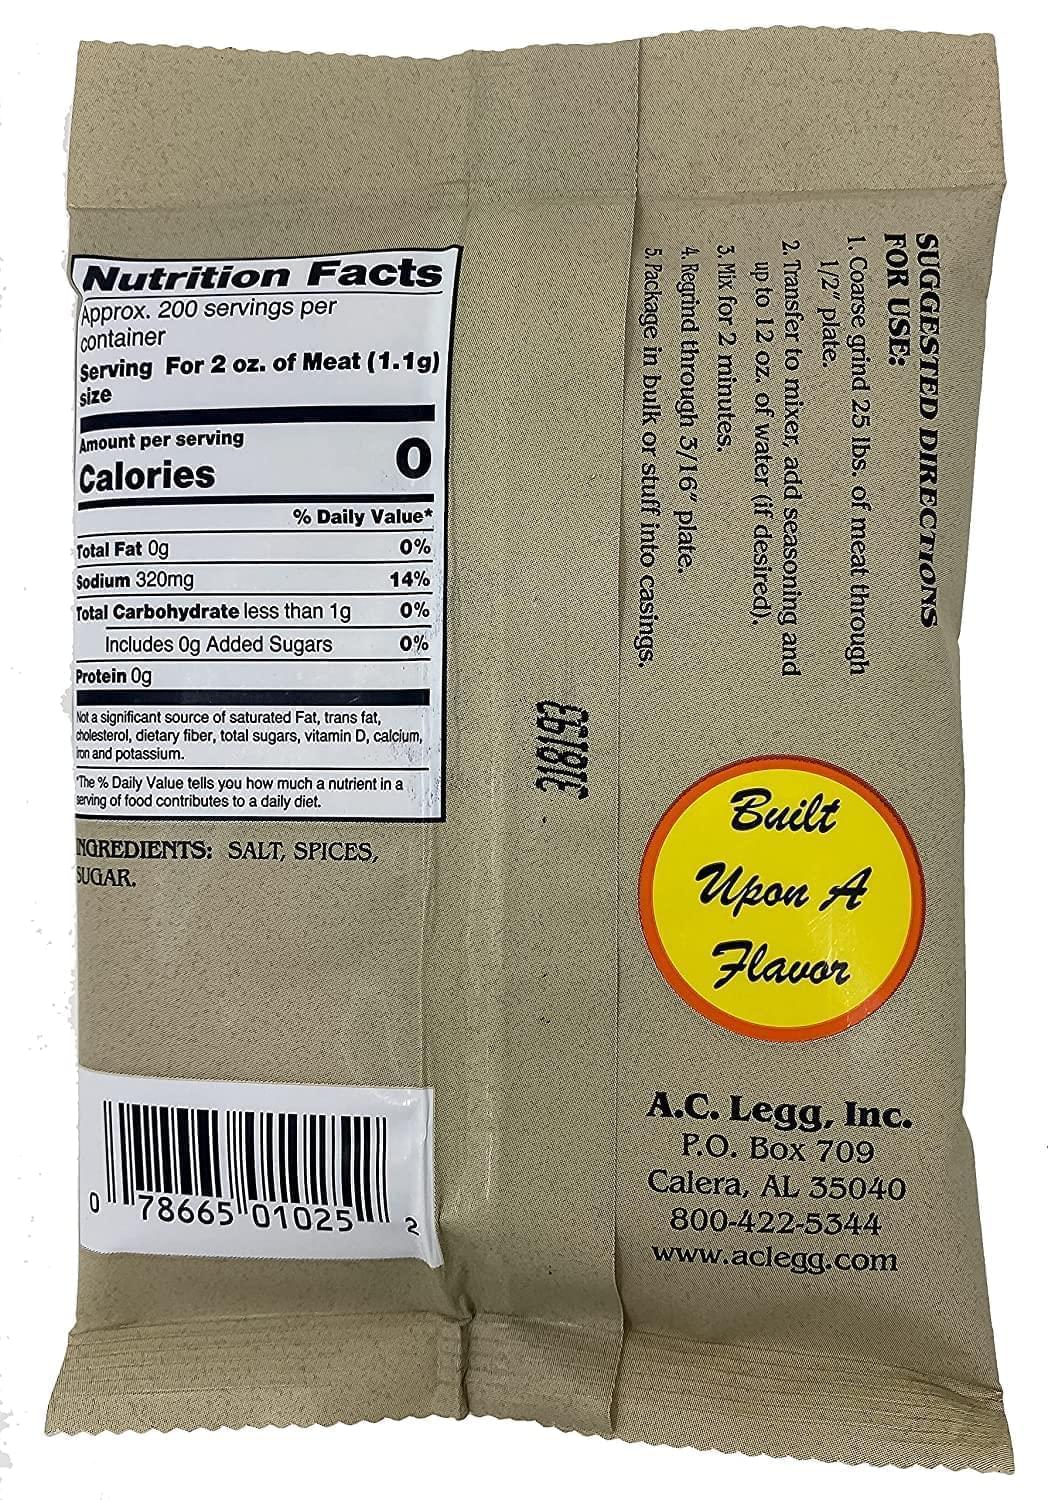 Nutrition Facts
Approx. 200 servings per
container
Serving For 2 oz. of Meat (1.1g)
size
Amount per serving
Calories 0
% Daily Value*
Total Fat 0g 0%
Sodium 320mg 14%
Total Carbohydrate less than 1g 0%
Includes 0g Added Sugars 0%
Protein 0g
Not a significant source of saturated Fat, trans fat,
cholesterol, dietary fiber, total sugars, vitamin D, calcium,
iron and potassium.
*The % Daily Value tells you how much a nutrient in a
serving of food contributes to a daily diet.
INGREDIENTS: SALT, SPICES,
SUGAR.
0 78665 01025 2
SUGGESTED DIRECTIONS
FOR USE:
1. Coarse grind 25 lbs. of meat through
1/2" plate.
2. Transfer to mixer, add seasoning and
up to 12 oz. of water (if desired).
3. Mix for 2 minutes.
4. Regrind through 3/16" plate.
5. Package in bulk or stuff into casings.
Built
Upon A
Flavor
A.C. Legg, Inc.
P.O. Box 709
Calera, AL 35040
800-422-5344
www.aclegg.com